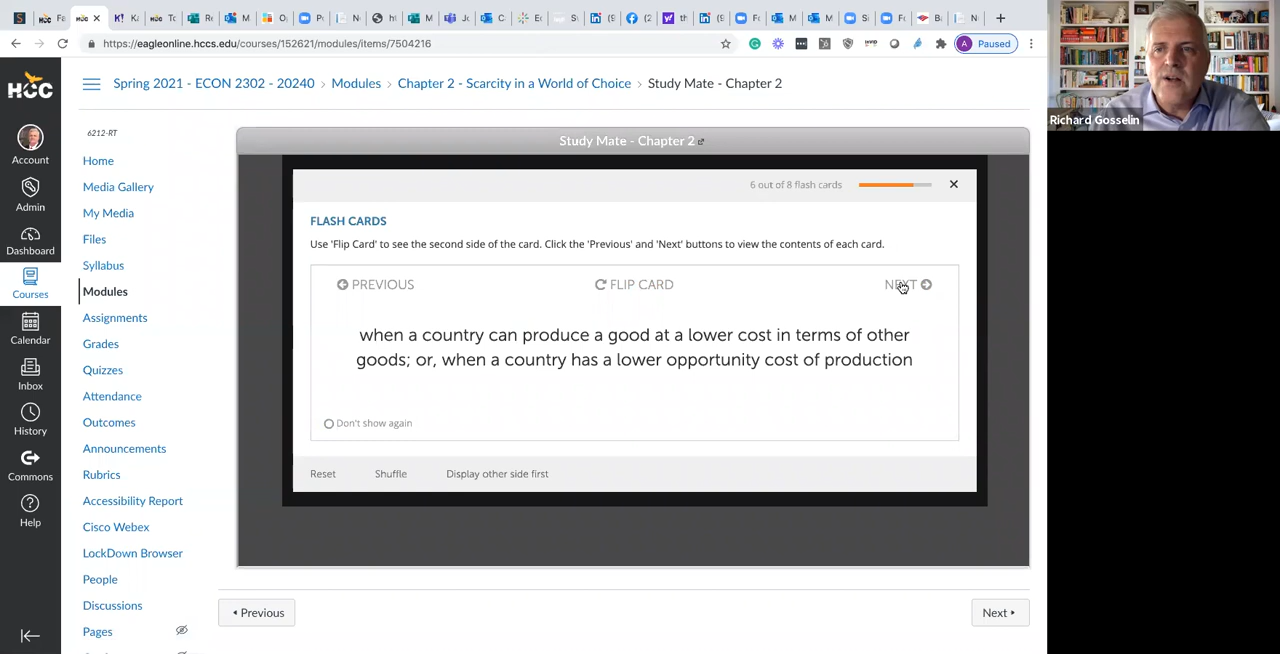 https://eagleonline.hccs.edu/courses/152621/modules/items/7504216
Paused
HCC
Spring 2021 - ECON 2302 - 20240 › Modules › Chapter 2 - Scarcity in a World of Choice › Study Mate - Chapter 2
6212-RT
Account
Admin
Dashboard
Courses
Calendar
Inbox
History
Commons
Help
Home
Media Gallery
My Media
Files
Syllabus
Modules
Assignments
Grades
Quizzes
Attendance
Outcomes
Announcements
Rubrics
Accessibility Report
Cisco Webex
LockDown Browser
People
Discussions
Pages
Study Mate - Chapter 2
6 out of 8 flash cards
FLASH CARDS
Use 'Flip Card' to see the second side of the card. Click the 'Previous' and 'Next' buttons to view the contents of each card.
PREVIOUS FLIP CARD NEXT
when a country can produce a good at a lower cost in terms of other
goods; or, when a country has a lower opportunity cost of production
Don't show again
Reset Shuffle Display other side first
Previous Next
Richard Gosselin